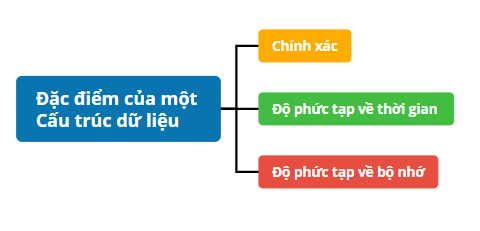 Đặc điểm của một
Cấu trúc dữ liệu
Chính xác
Độ phức tạp về thời gian
Độ phức tạp về bộ nhớ